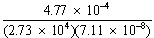 4.77 × 10⁻⁴
(2.73 × 10⁴)(7.11 × 10⁻⁸)